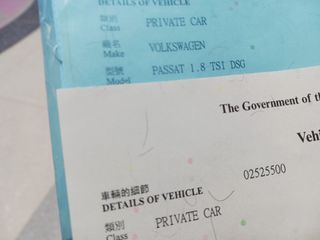 DETAILS OF VEHICLE
類別 PRIVATE CAR
Class
廠名 VOLKSWAGEN
Make
型號 PASSAT 1.8 TSI DSG
Model
The Government of th
Vehi
02525500
車輛的細節
DETAILS OF VEHICLE
類別 PRIVATE CAR
Class